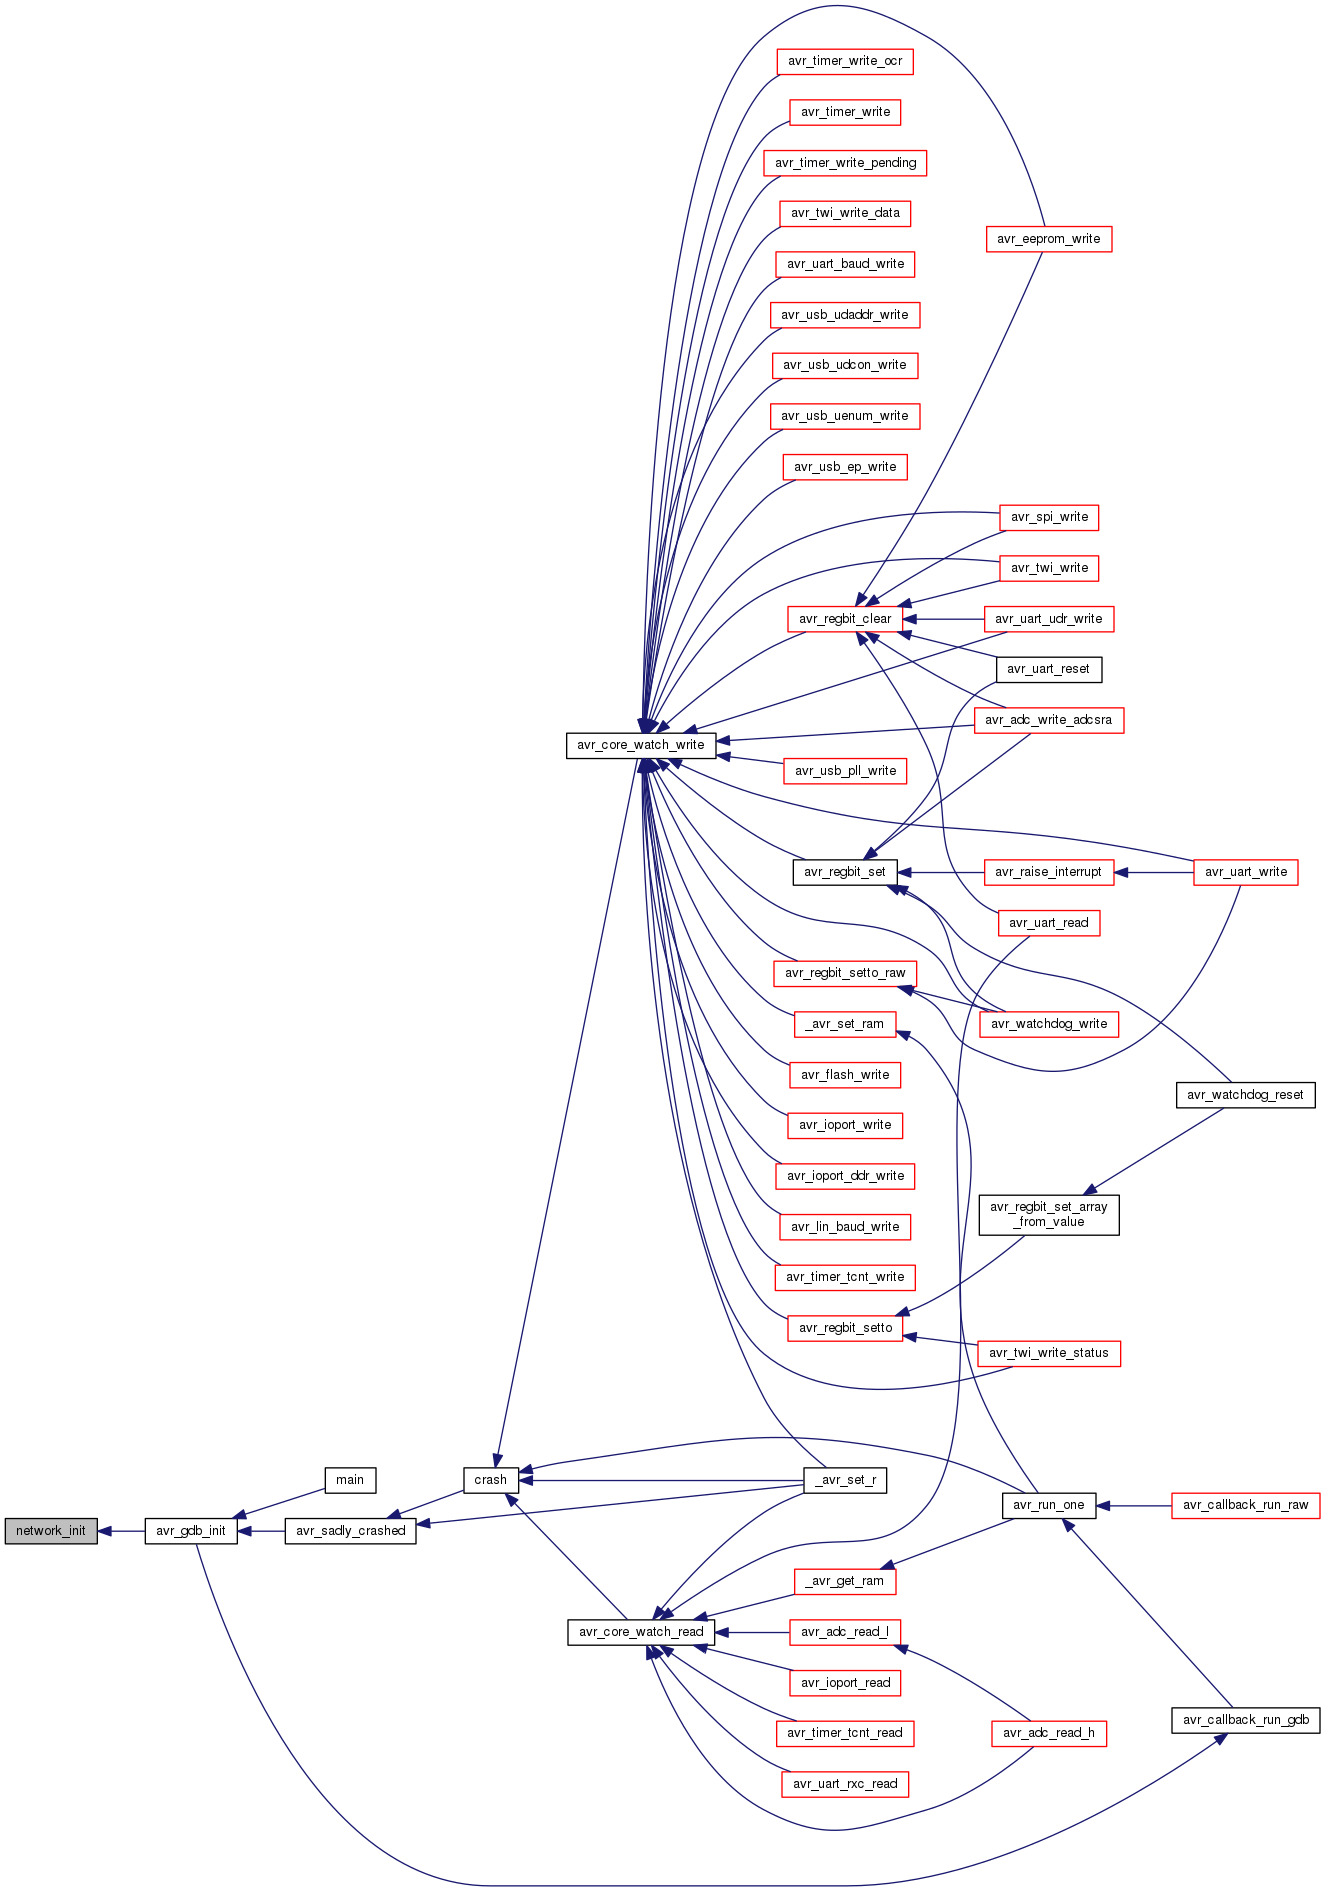 avr_timer_write_ocr
avr_timer_write
avr_timer_write_pending
avr_twi_write_data
avr_eeprom_write
avr_uart_baud_write
avr_usb_udaddr_write
avr_usb_udcon_write
avr_usb_uenum_write
avr_usb_ep_write
avr_spi_write
avr_twi_write
avr_regbit_clear
avr_uart_udr_write
avr_uart_reset
avr_adc_write_adcsra
avr_core_watch_write
avr_usb_pll_write
avr_regbit_set
avr_raise_interrupt
avr_uart_write
avr_uart_read
avr_regbit_setto_raw
_avr_set_ram
avr_watchdog_write
avr_flash_write
avr_watchdog_reset
avr_ioport_write
avr_ioport_ddr_write
avr_regbit_set_array
_from_value
avr_lin_baud_write
avr_timer_tcnt_write
avr_regbit_setto
avr_twi_write_status
main
crash
_avr_set_r
avr_run_one
avr_callback_run_raw
network_init
avr_gdb_init
avr_sadly_crashed
_avr_get_ram
avr_core_watch_read
avr_adc_read_l
avr_ioport_read
avr_callback_run_gdb
avr_timer_tcnt_read
avr_adc_read_h
avr_uart_rxc_read